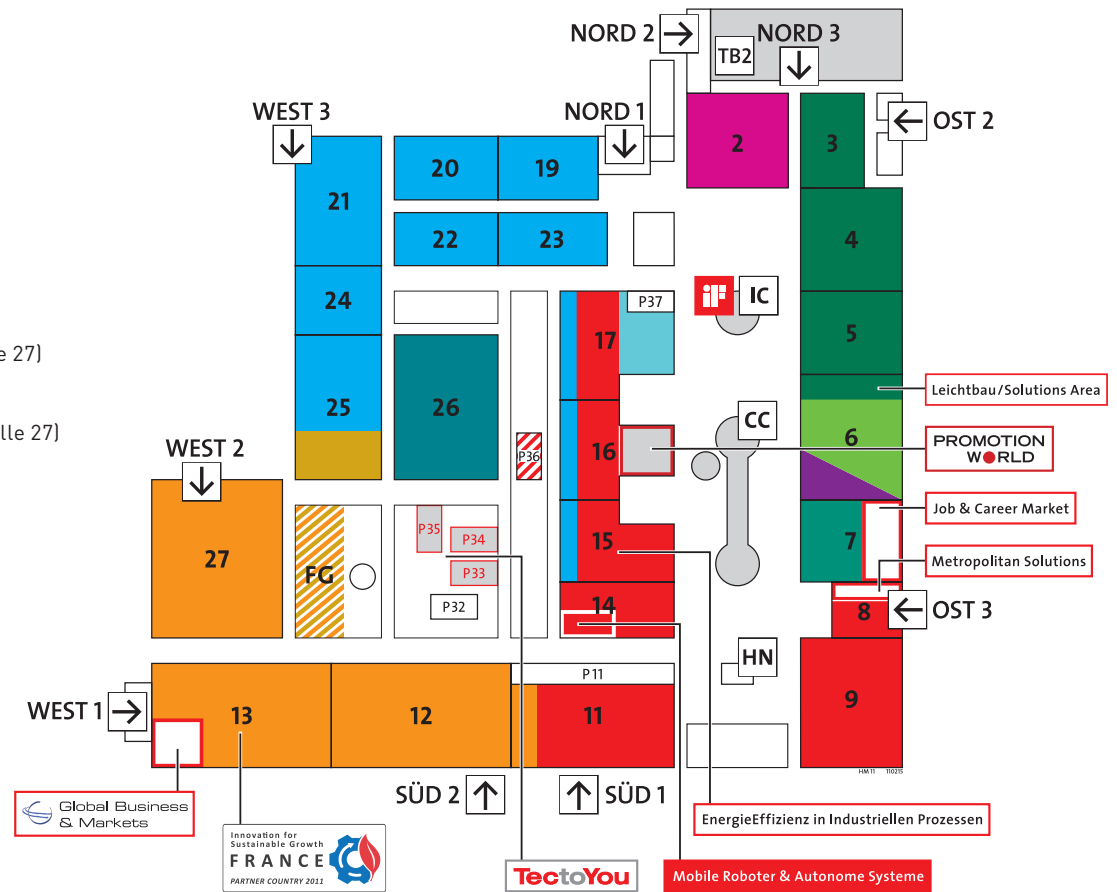 NORD 2
TB2
NORD 3
WEST 3
NORD 1
OST 2
2
3
20
19
21
4
22
23
24
P37
iF
IC
17
5
e 27)
25
26
Leichtbau/Solutions Area
CC
6
lle 27)
WEST 2
P36
16
PROMOTION
WORLD
P35
P34
Job & Career Market
27
FG
P33
15
7
Metropolitan Solutions
P32
14
8
OST 3
HN
P11
WEST 1
13
12
11
9
HM 11 110215
SÜD 2
SÜD 1
Global Business
& Markets
EnergieEffizienz in Industriellen Prozessen
Innovation for
Sustainable Growth
FRANCE
PARTNER COUNTRY 2011
TectoYou
Mobile Roboter & Autonome Systeme